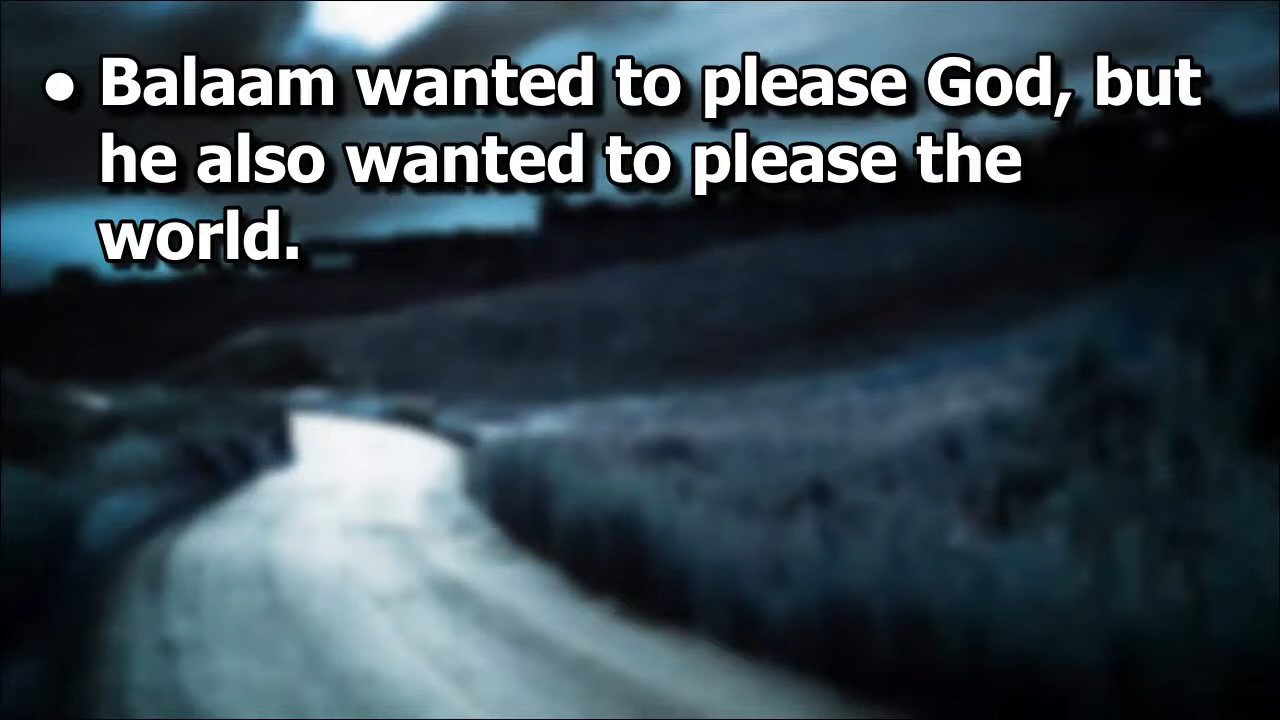 • Balaam wanted to please God, but
he also wanted to please the
world.